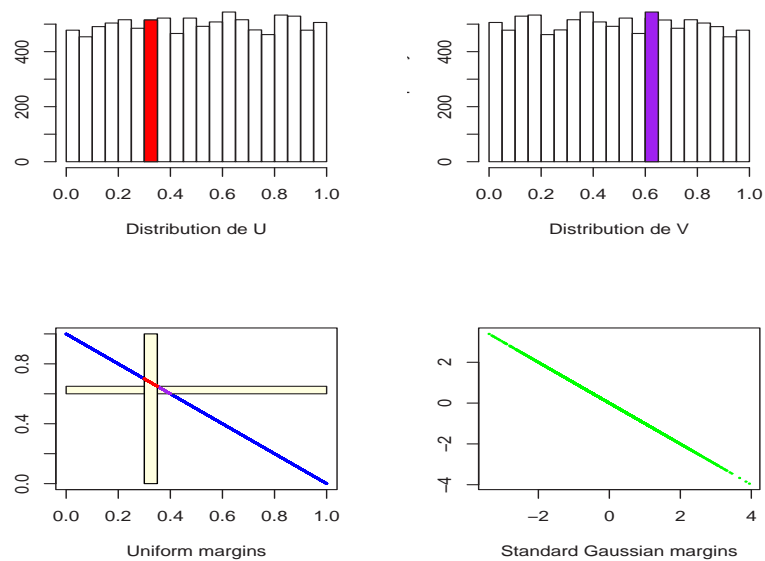 0 200 400
0.0 0.2 0.4 0.6 0.8 1.0
Distribution de U
0 200 400
0.0 0.2 0.4 0.6 0.8 1.0
Distribution de V
0.0 0.4 0.8
0.0 0.2 0.4 0.6 0.8 1.0
Uniform margins
−4 −2 0 2
−2 0 2 4
Standard Gaussian margins